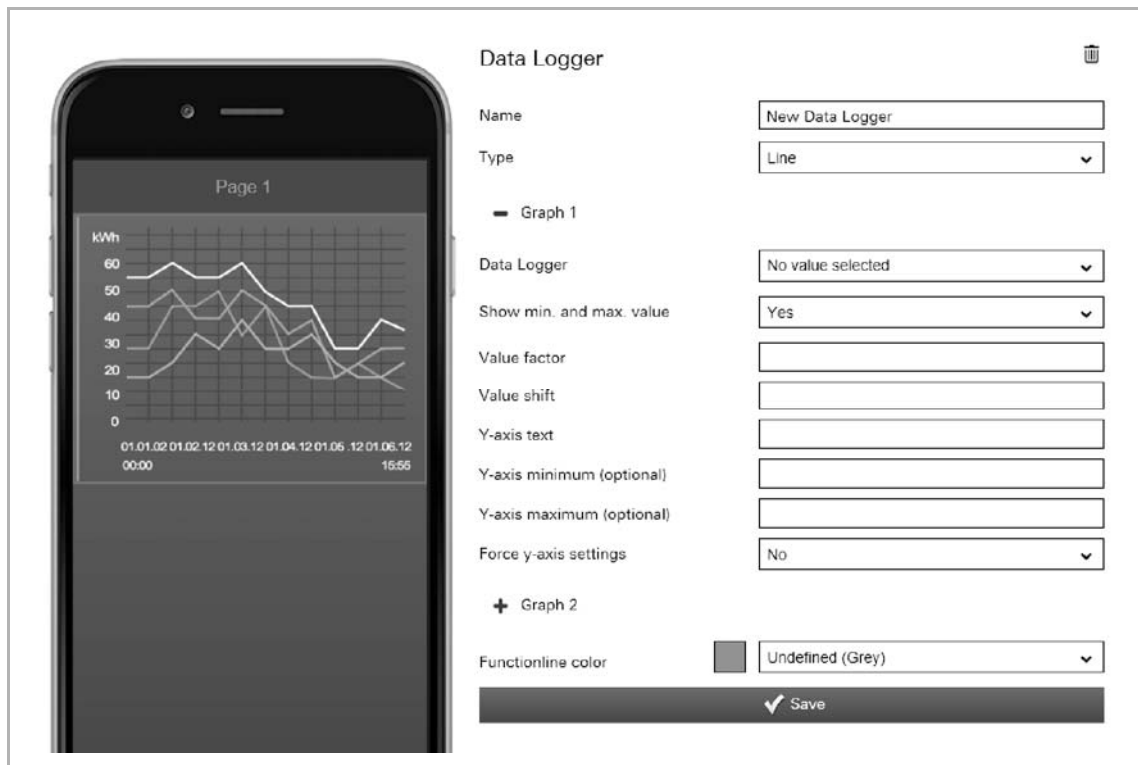 Page 1
kWh
60
50
40
30
20
10
0
01.01.02 01.02.12 01.03.12 01.04.12 01.05 .12 01.06.12
00:00 15:55
Data Logger
Name New Data Logger
Type Line
Graph 1
Data Logger No value selected
Show min. and max. value Yes
Value factor
Value shift
Y-axis text
Y-axis minimum (optional)
Y-axis maximum (optional)
Force y-axis settings No
Graph 2
Functionline color Undefined (Grey)
Save